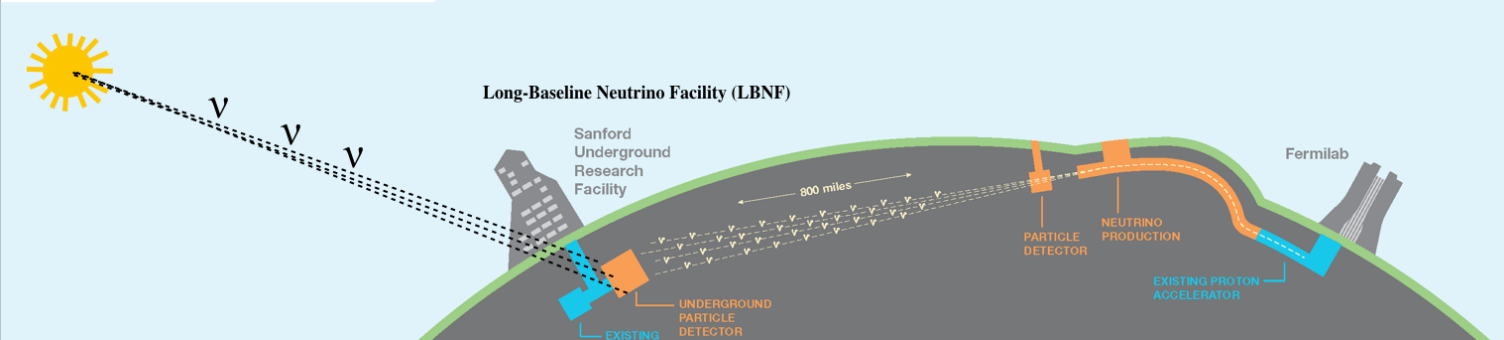 ν
ν
ν
Long-Baseline Neutrino Facility (LBNF)
Sanford
Underground
Research
Facility
800 miles
Fermilab
PARTICLE
DETECTOR
NEUTRINO
PRODUCTION
EXISTING PROTON
ACCELERATOR
UNDERGROUND
PARTICLE
DETECTOR
EXISTING